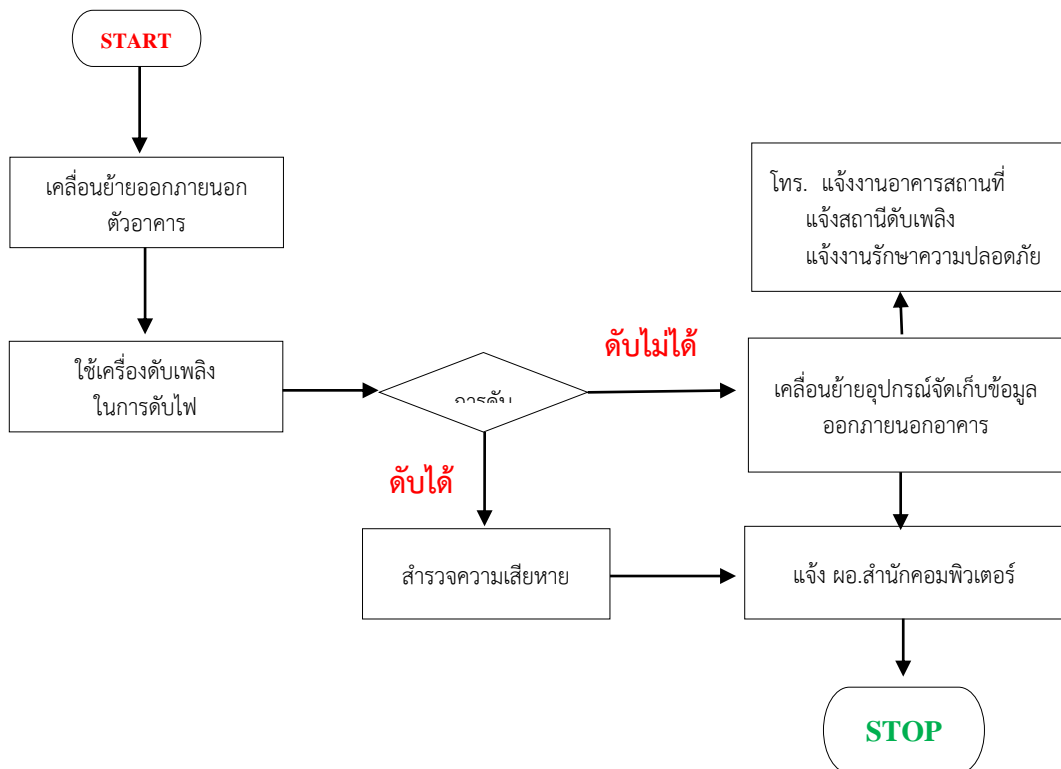 START
เคลื่อนย้ายออกภายนอก
ตัวอาคาร
ใช้เครื่องดับเพลิง
ในการดับไฟ
การดับ
ดับไม่ได้
ดับได้
โทร. แจ้งงานอาคารสถานที่
แจ้งสถานีดับเพลิง
แจ้งงานรักษาความปลอดภัย
เคลื่อนย้ายอุปกรณ์จัดเก็บข้อมูล
ออกภายนอกอาคาร
สำรวจความเสียหาย
แจ้ง ผอ.สำนักคอมพิวเตอร์
STOP